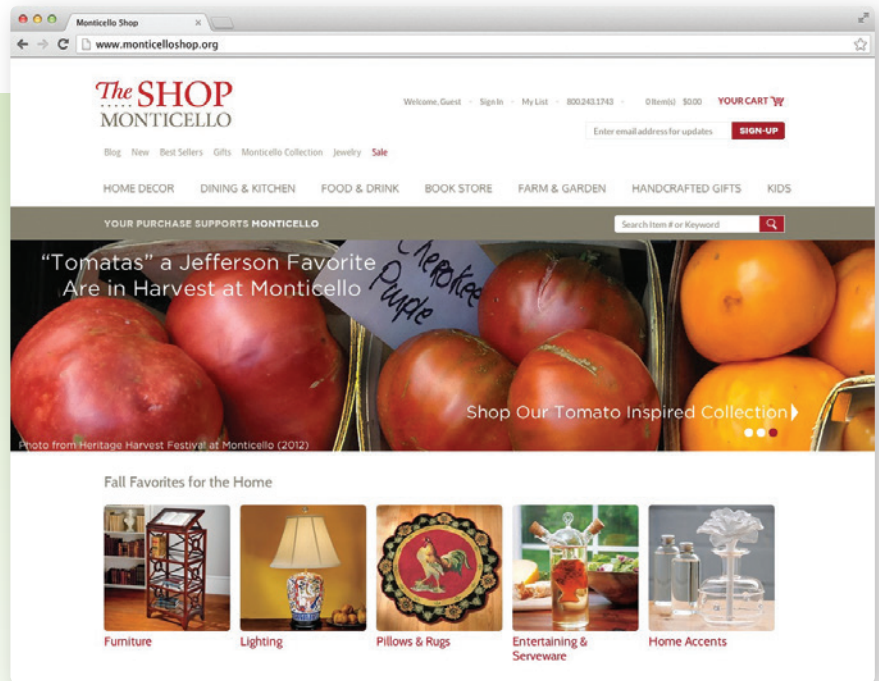 Monticello Shop
www.monticelloshop.org
The SHOP
MONTICELLO
Welcome, Guest - Sign In - My List - 800.243.1743 - 0 Item(s) $0.00 YOUR CART
Enter email address for updates SIGN-UP
Blog New Best Sellers Gifts Monticello Collection Jewelry Sale
HOME DECOR DINING & KITCHEN FOOD & DRINK BOOK STORE FARM & GARDEN HANDCRAFTED GIFTS KIDS
YOUR PURCHASE SUPPORTS MONTICELLO Search Item # or Keyword
“Tomatas” a Jefferson Favorite
Are in Harvest at Monticello
Cherokee
Purple
Shop Our Tomato Inspired Collection
Photo from Heritage Harvest Festival at Monticello (2012)
Fall Favorites for the Home
Furniture Lighting Pillows & Rugs Entertaining & Home Accents
Serveware